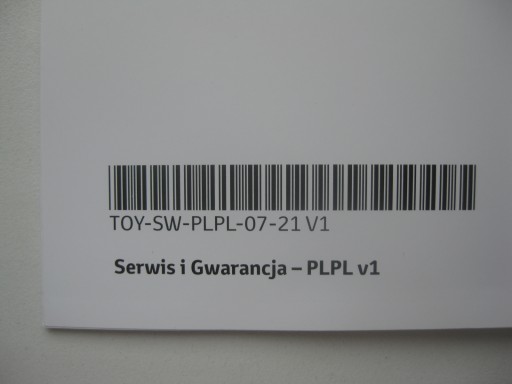 TOY-SW-PLPL-07-21 V1
Serwis i Gwarancja – PLPL v1